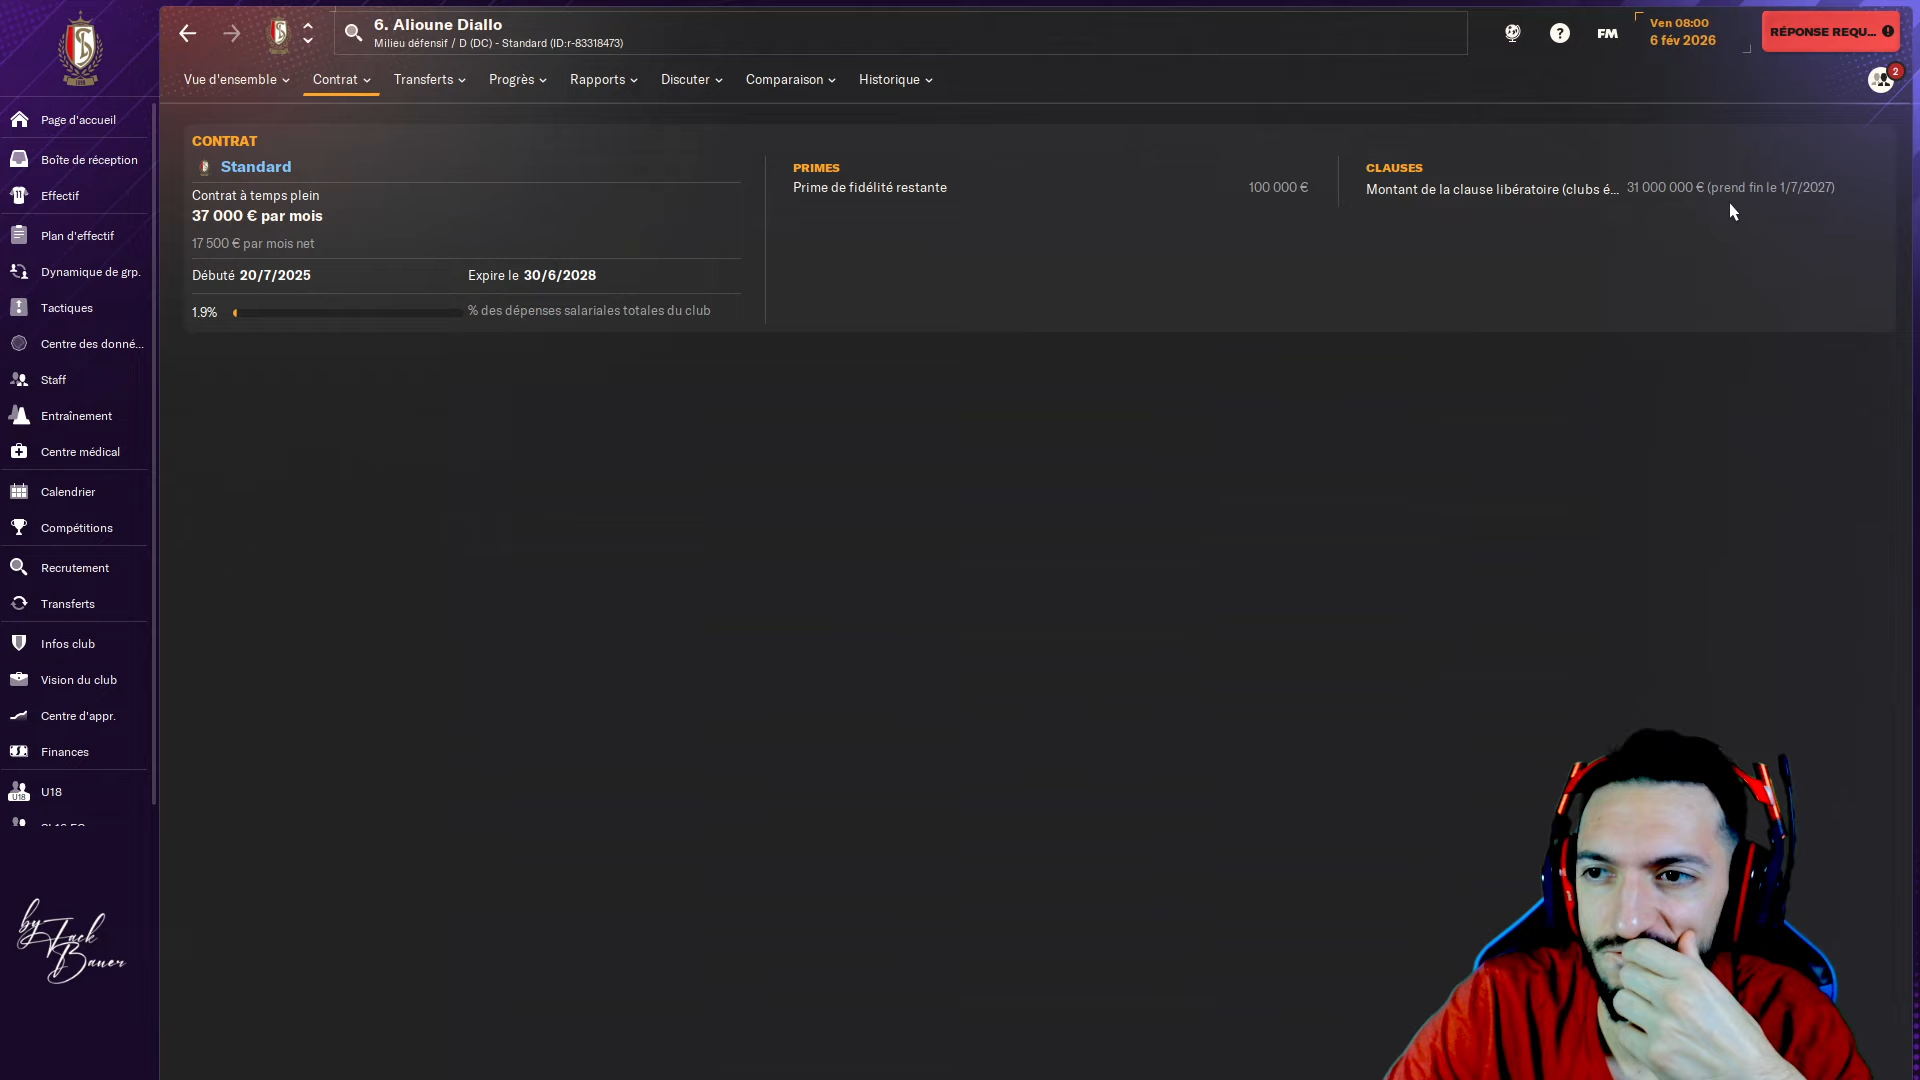 6. Alioune Diallo
Milieu défensif / D (DC) - Standard (ID:r-83318473)
?
FM
Ven 08:00
6 fév 2026
RÉPONSE REQU...
Vue d'ensemble
Contrat
Transferts
Progrès
Rapports
Discuter
Comparaison
Historique
2
Page d'accueil
Boîte de réception
11
Effectif
Plan d'effectif
Dynamique de grp.
Tactiques
Centre des donné...
Staff
Entraînement
Centre médical
Calendrier
Compétitions
Recrutement
Transferts
Infos club
Vision du club
Centre d'appr.
Finances
U18
U18
by Jack
Bauer
CONTRAT
Standard
Contrat à temps plein
37 000 € par mois
17 500 € par mois net
Débuté 20/7/2025
Expire le 30/6/2028
1.9%
% des dépenses salariales totales du club
PRIMES
Prime de fidélité restante
100 000 €
CLAUSES
Montant de la clause libératoire (clubs é...
31 000 000 € (prend fin le 1/7/2027)